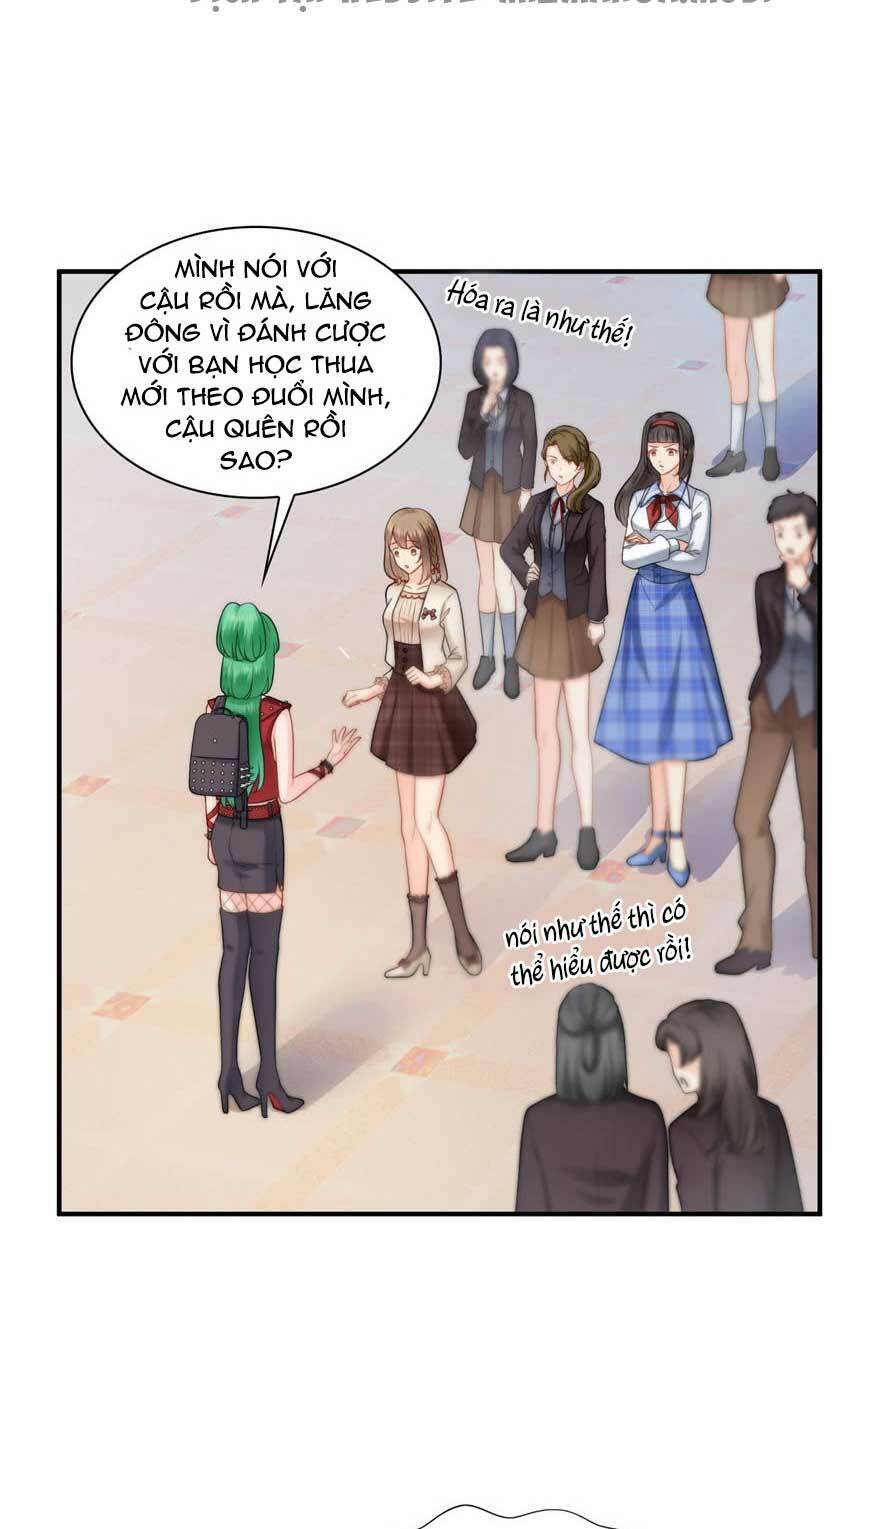 MÌNH NÓI VỚI
CẬU RỒI MÀ, LĂNG
ĐÔNG VÌ ĐÁNH CƯỢC
VỚI BẠN HỌC THUA
MỚI THEO ĐUỔI MÌNH,
CẬU QUÊN RỒI
SAO?
Hóa ra là như thế!
nói như thế thì có
thể hiểu được rồi!